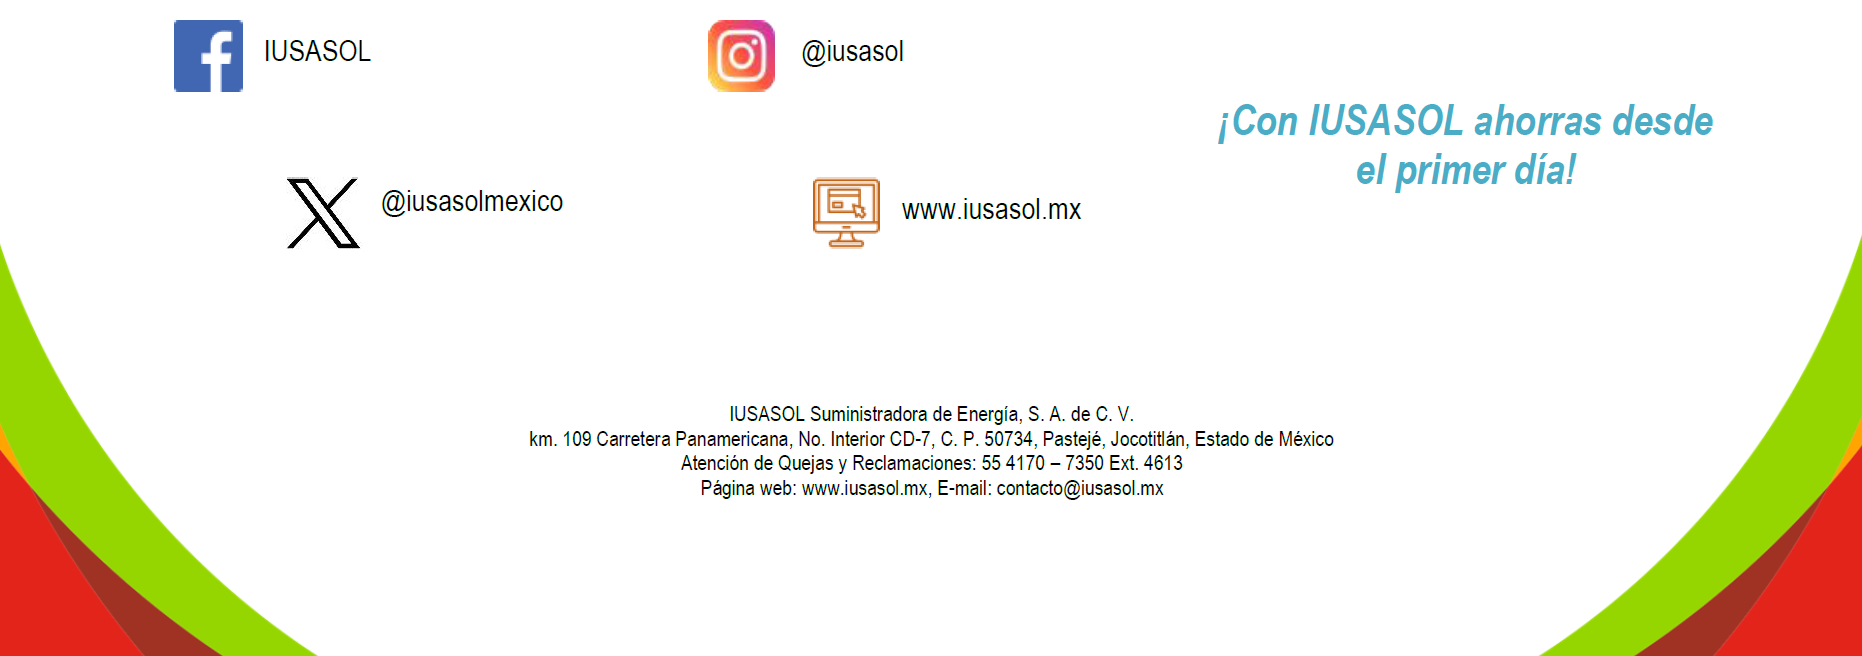 IUSASOL
@iusasol
¡Con IUSASOL ahorras desde
el primer día!
@iusasolmexico
www.iusasol.mx
IUSASOL Suministradora de Energía, S. A. de C. V.
km. 109 Carretera Panamericana, No. Interior CD-7, C. P. 50734, Pastejé, Jocotitlán, Estado de México
Atención de Quejas y Reclamaciones: 55 4170 – 7350 Ext. 4613
Página web: www.iusasol.mx, E-mail: contacto@iusasol.mx